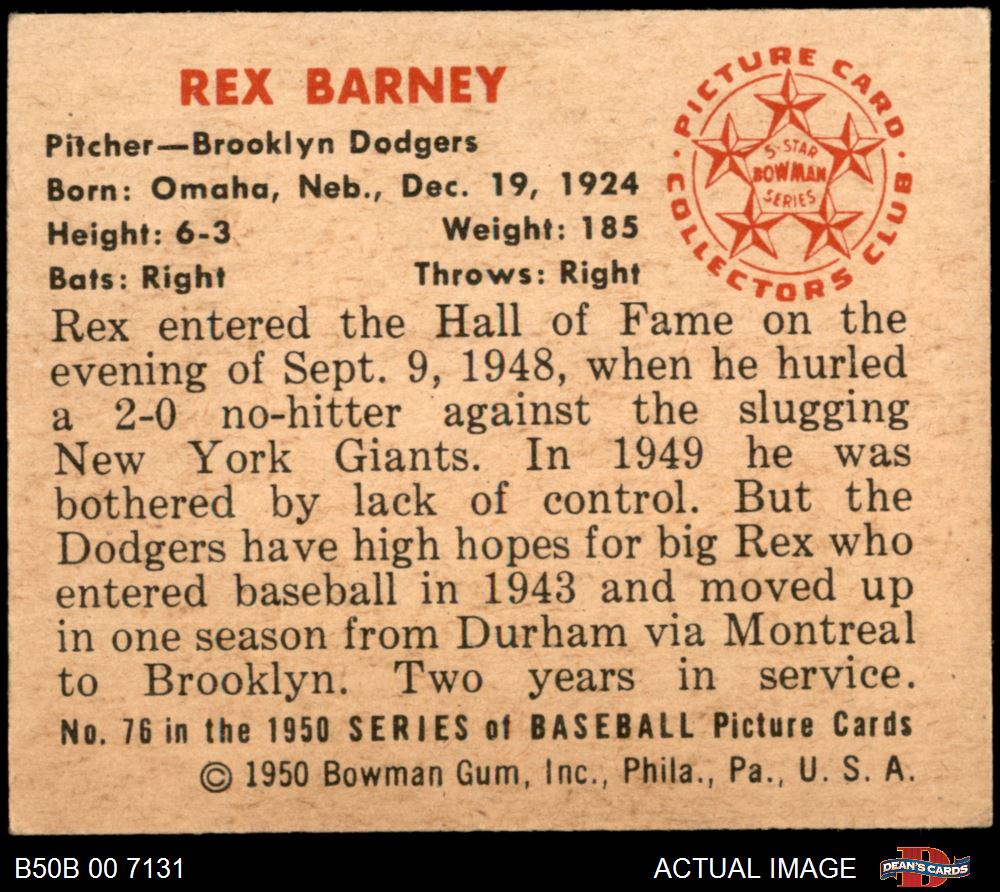 REX BARNEY
Pitcher—Brooklyn Dodgers
Born: Omaha, Neb., Dec. 19, 1924
Height: 6-3 Weight: 185
Bats: Right Throws: Right
PICTURE CARD
COLLECTORS CLUB
5-STAR
BOWMAN
SERIES
Rex entered the Hall of Fame on the
evening of Sept. 9, 1948, when he hurled
a 2-0 no-hitter against the slugging
New York Giants. In 1949 he was
bothered by lack of control. But the
Dodgers have high hopes for big Rex who
entered baseball in 1943 and moved up
in one season from Durham via Montreal
to Brooklyn. Two years in service.
No. 76 in the 1950 SERIES of BASEBALL Picture Cards
© 1950 Bowman Gum, Inc., Phila., Pa., U. S. A.
B50B 00 7131
ACTUAL IMAGE
D
DEAN'S CARDS